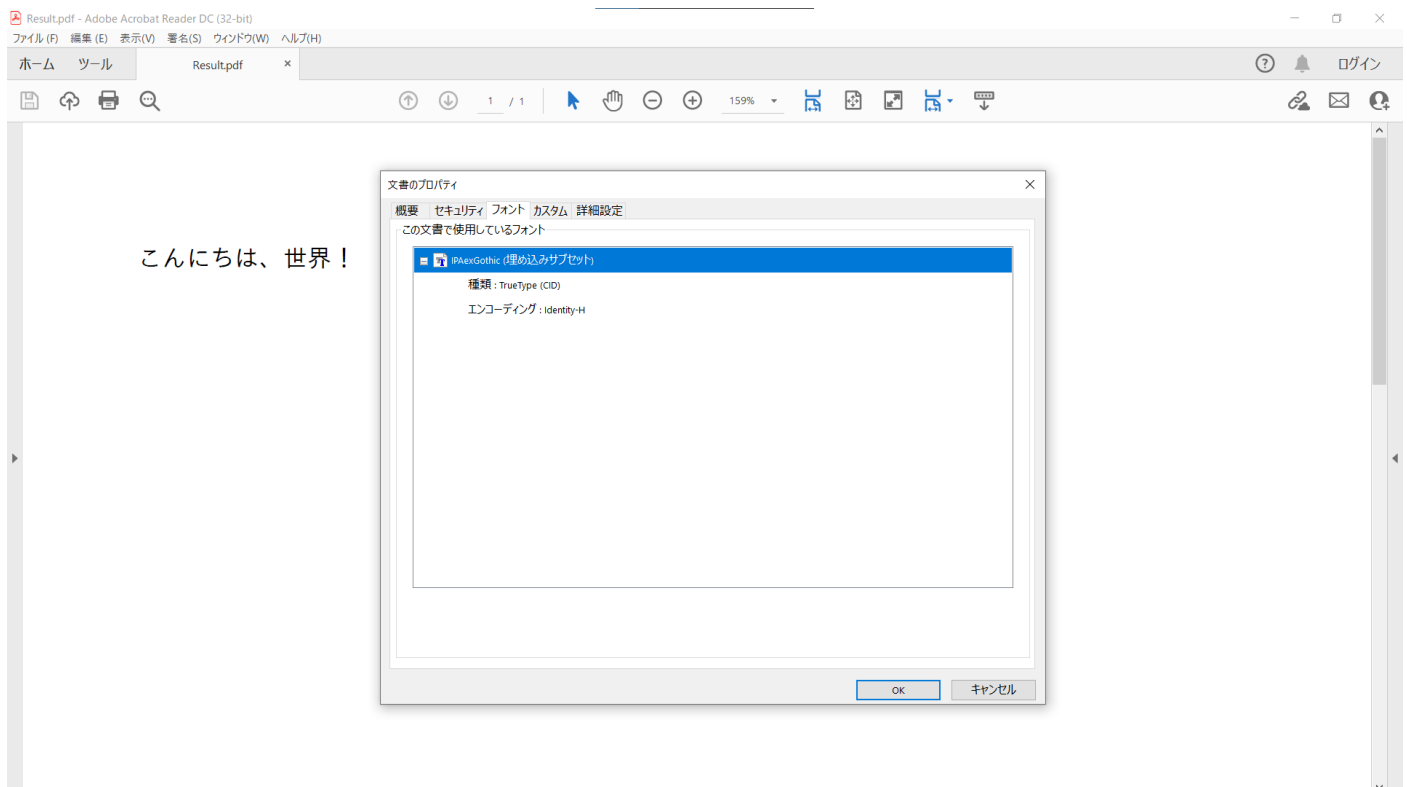 Result.pdf - Adobe Acrobat Reader DC (32-bit)
ファイル(F) 編集(E) 表示(V) 署名(S) ウィンドウ(W) ヘルプ(H)
ホーム ツール Result.pdf × ? ログイン
1 / 1 159%
文書のプロパティ
概要 セキュリティ フォント カスタム 詳細設定
この文書で使用しているフォント
こんにちは、世界！
IPAexGothic (埋め込みサブセット)
種類 : TrueType (CID)
エンコーディング : Identity-H
OK キャンセル